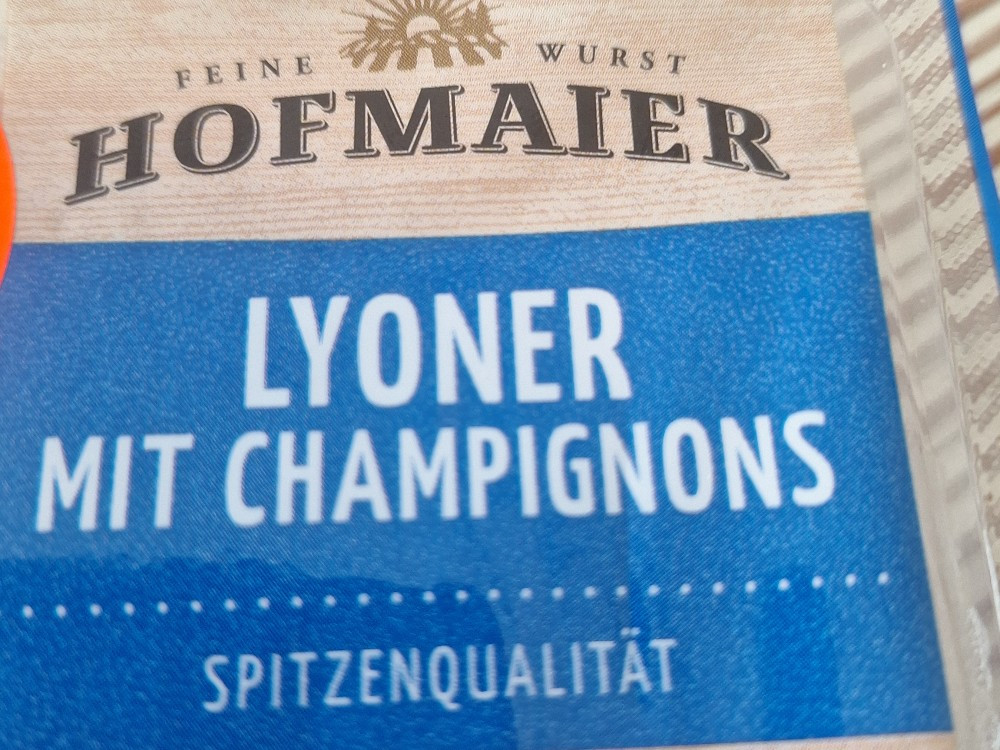 FEINE WURST
HOFMAIER
LYONER
MIT CHAMPIGNONS
SPITZENQUALITÄT